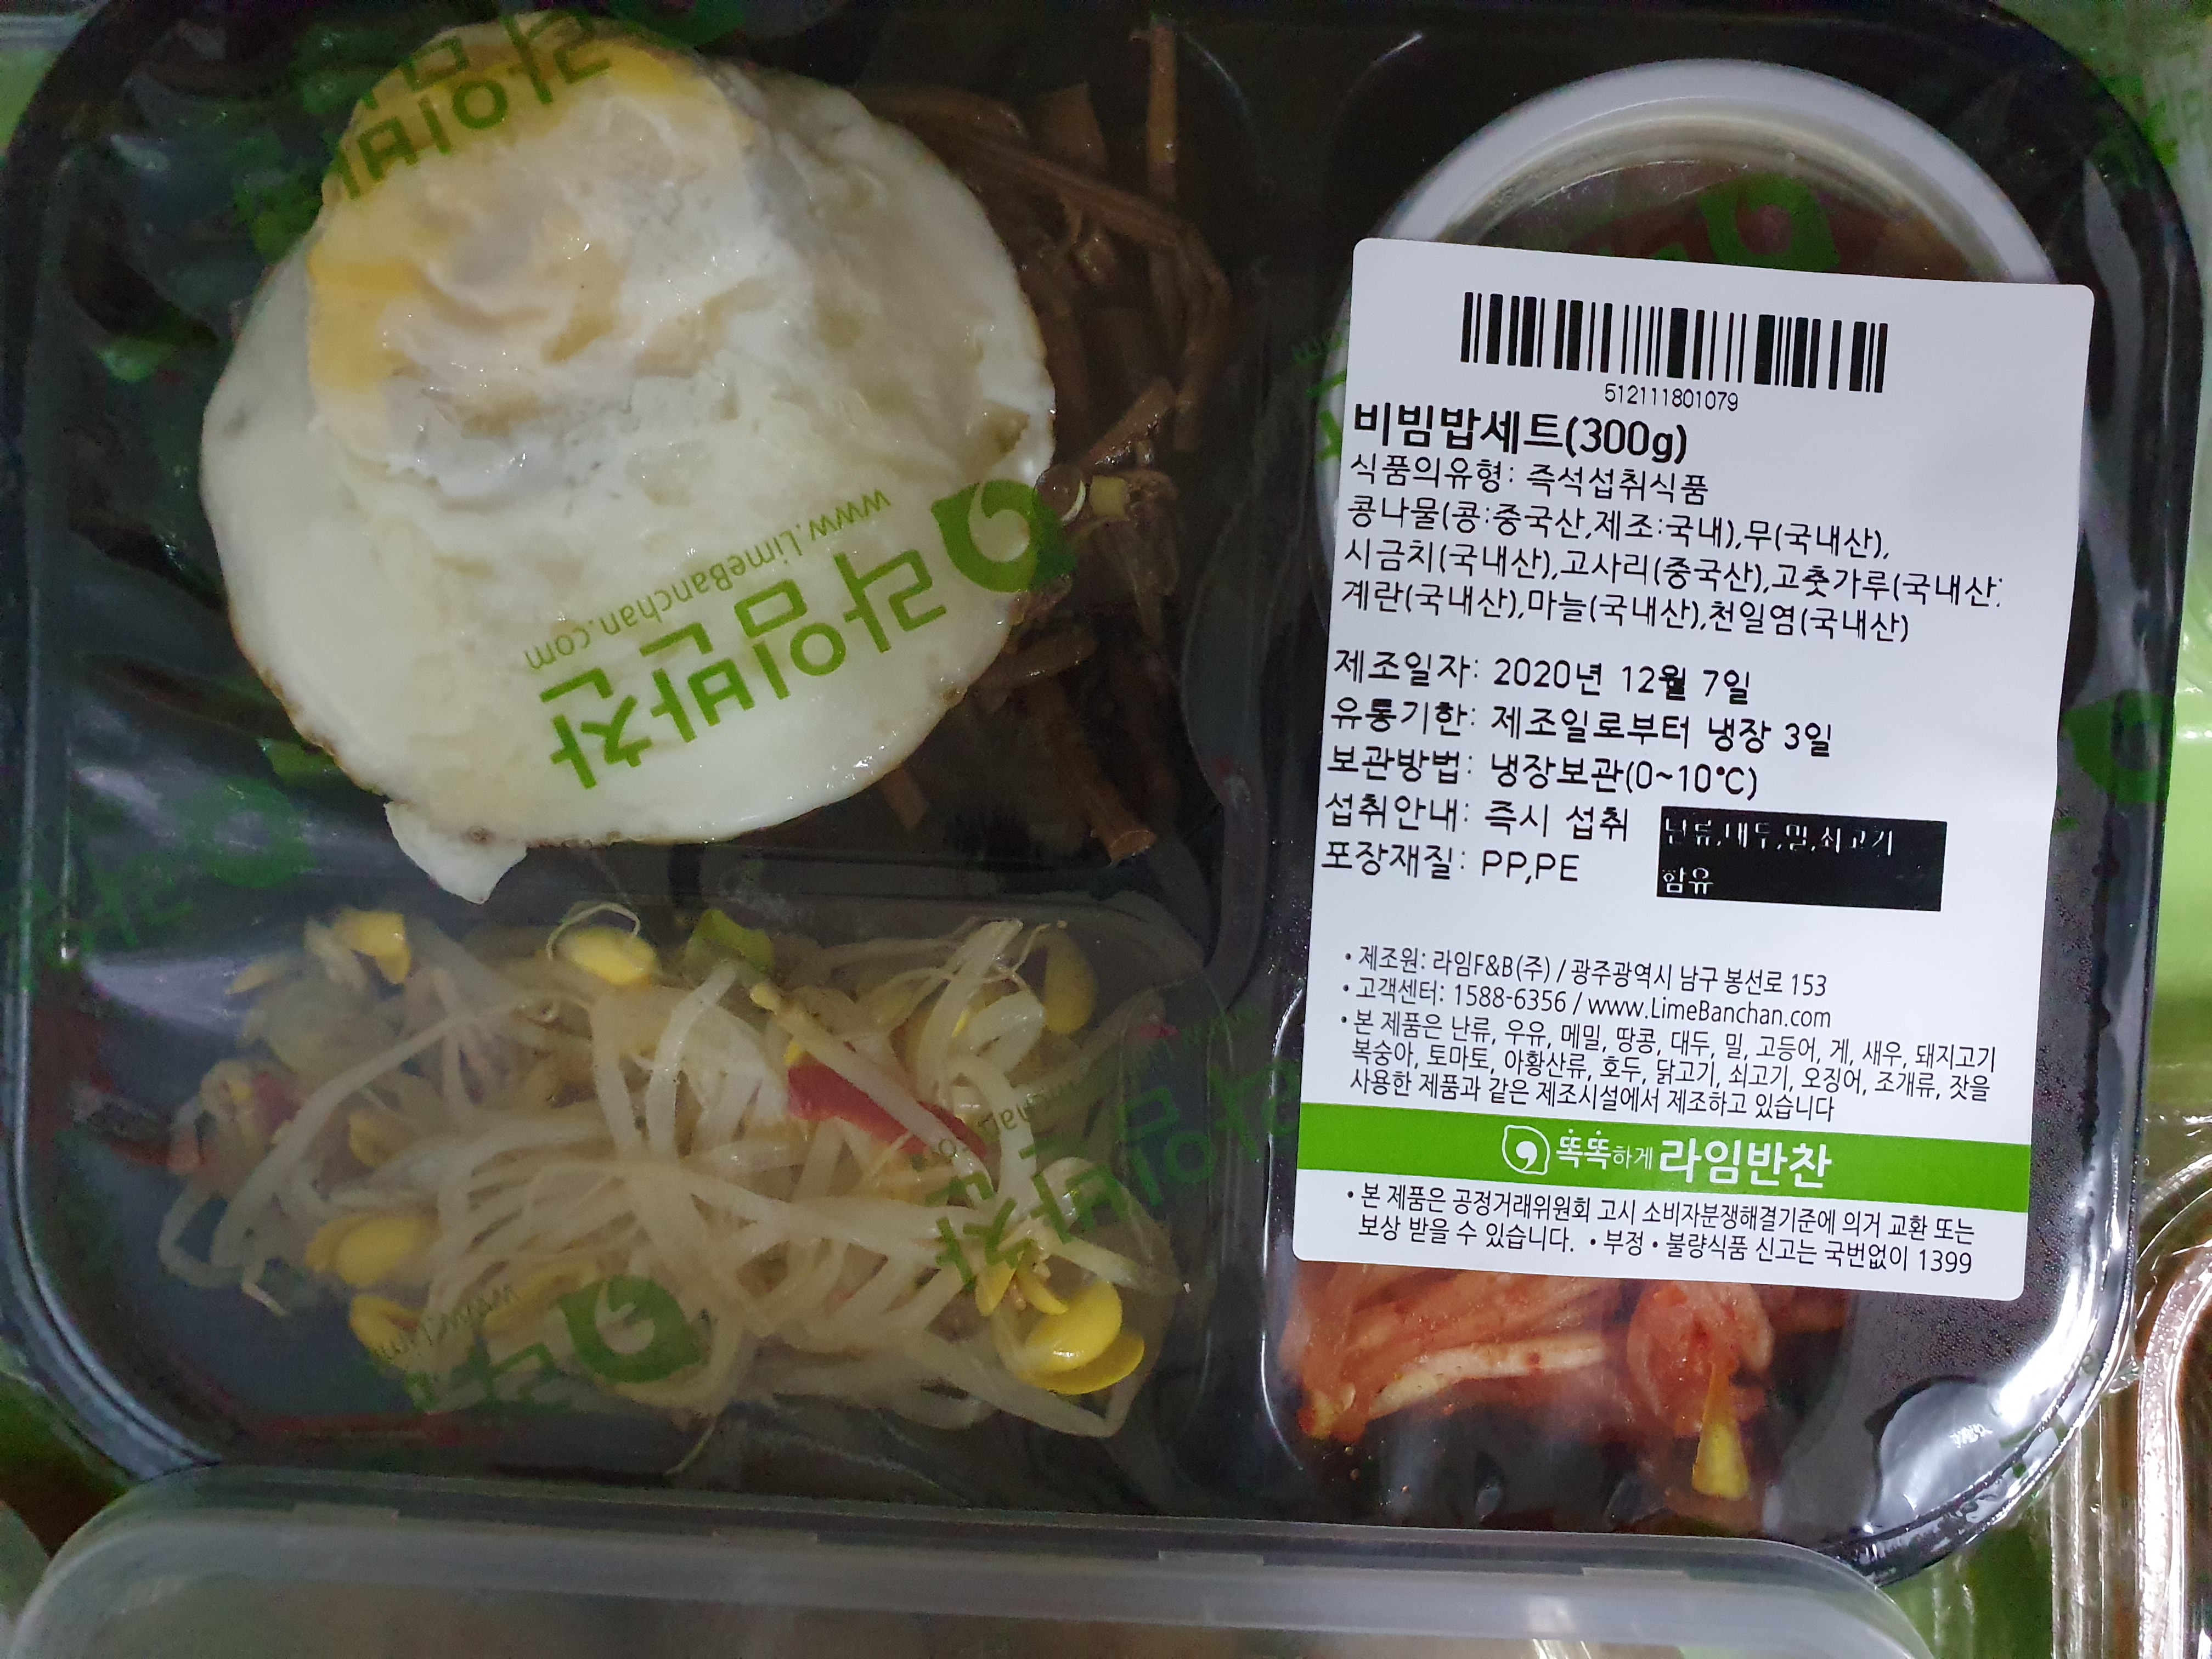 라임반찬
www.LimeBanchan.com
512111801079
비빔밥세트(300g)
식품의유형: 즉석섭취식품
콩나물(콩:중국산,제조:국내),무(국내산),
시금치(국내산),고사리(중국산),고춧가루(국내산
계란(국내산),마늘(국내산),천일염(국내산)
제조일자: 2020년 12월 7일
유통기한: 제조일로부터 냉장 3일
보관방법: 냉장보관(0~10℃)
섭취안내: 즉시 섭취
포장재질: PP,PE
난류,대두,밀,쇠고기
함유
• 제조원: 라임F&B(주) / 광주광역시 남구 봉선로 153
• 고객센터: 1588-6356 / www.LimeBanchan.com
• 본 제품은 난류, 우유, 메밀, 땅콩, 대두, 밀, 고등어, 게, 새우, 돼지고기
복숭아, 토마토, 아황산류, 호두, 닭고기, 쇠고기, 오징어, 조개류, 잣을
사용한 제품과 같은 제조시설에서 제조하고 있습니다
똑똑하게 라임반찬
• 본 제품은 공정거래위원회 고시 소비자분쟁해결기준에 의거 교환 또는
보상 받을 수 있습니다. • 부정 • 불량식품 신고는 국번없이 1399